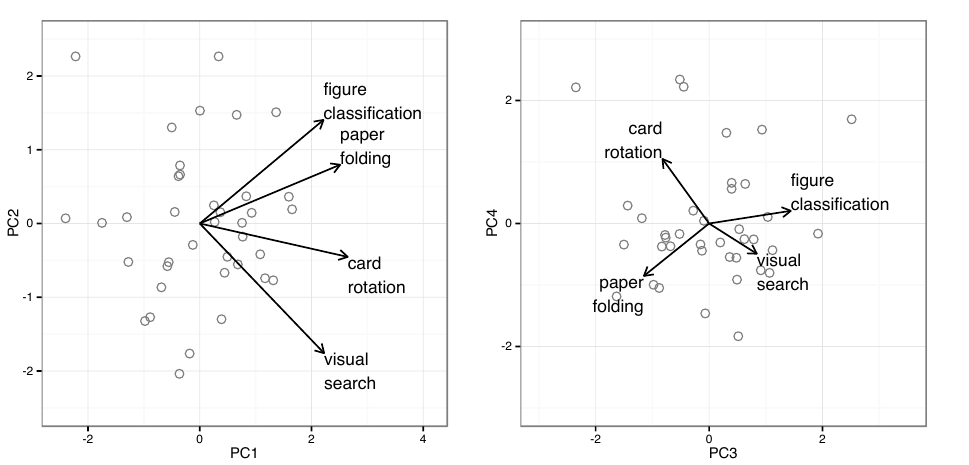 figure
classification
paper
folding
card
rotation
visual
search
2
1
0
-1
-2
PC2
-2
0
2
4
PC1
card
rotation
figure
classification
visual
search
paper
folding
2
0
-2
PC4
-2
0
2
PC3